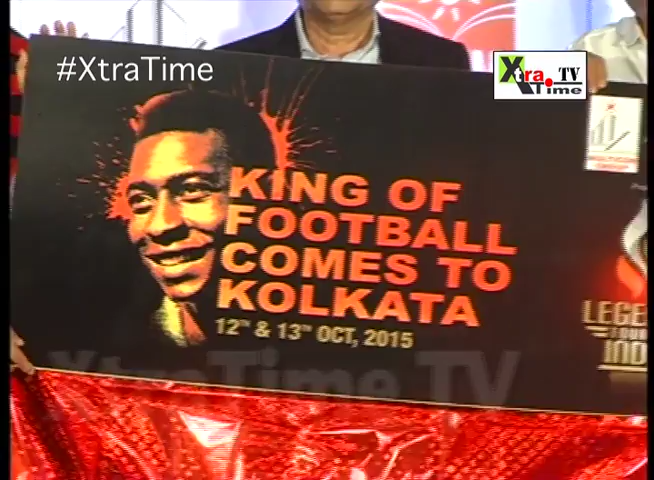 #XtraTime
Xtra. TV
Time
KING OF
FOOTBALL
COMES TO
KOLKATA
12TH & 13TH OCT, 2015
XtraTime TV